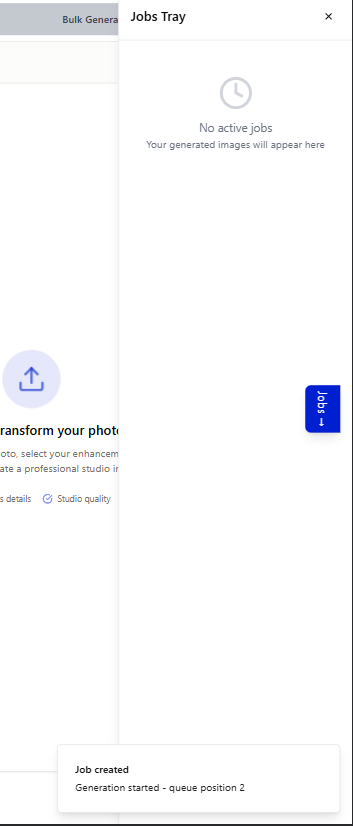 Bulk Genera
Jobs Tray
No active jobs
Your generated images will appear here
Jobs
ransform your phot
oto, select your enhancem
ate a professional studio i
s details
Studio quality
Job created
Generation started - queue position 2